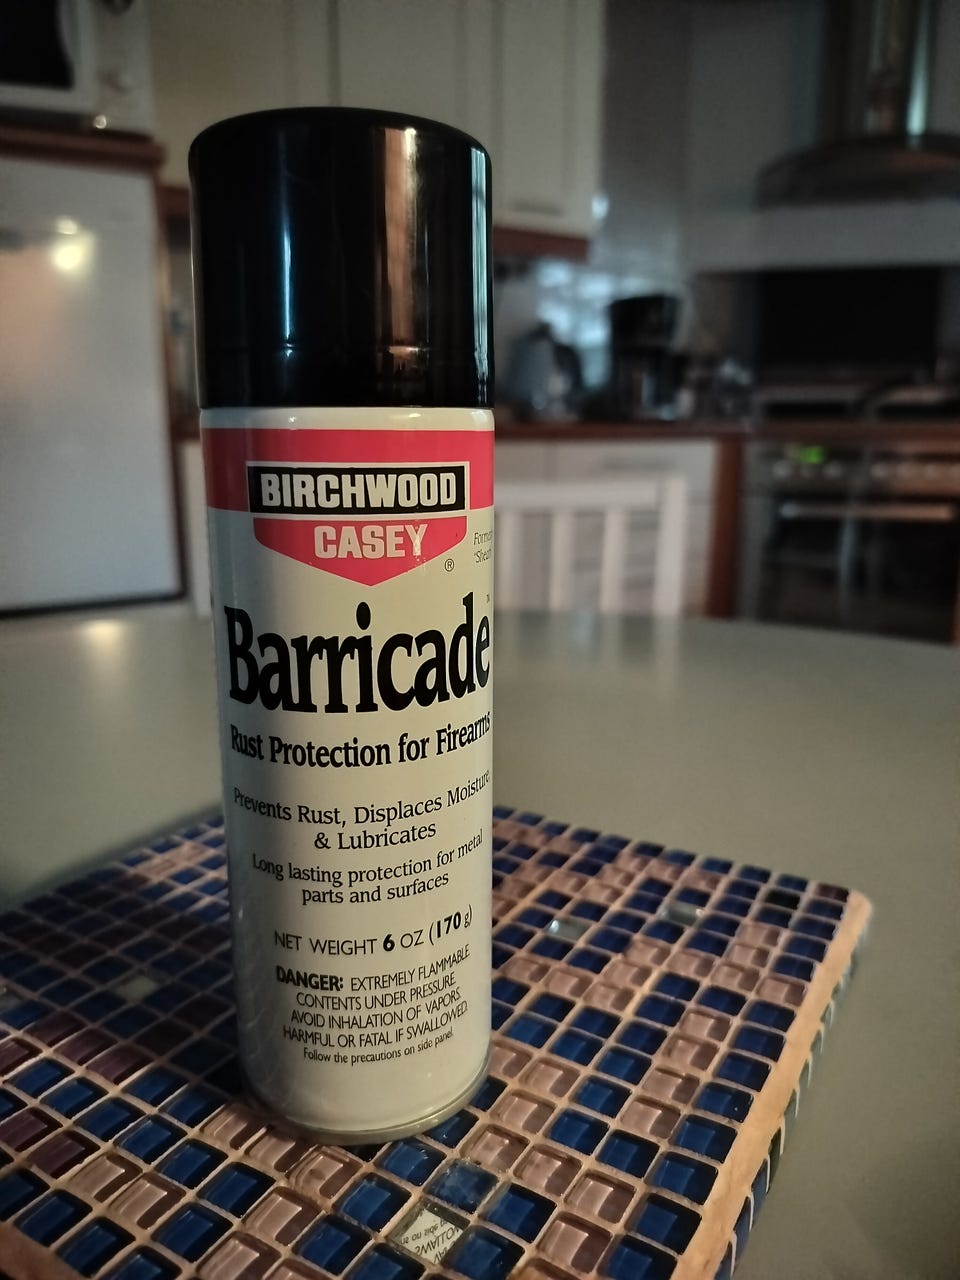 BIRCHWOOD
CASEY
®
Barricade
Rust Protection for Firearms
Prevents Rust, Displaces Moisture
& Lubricates
Long lasting protection for metal
parts and surfaces
NET WEIGHT 6 OZ (170 g)
DANGER: EXTREMELY FLAMMABLE.
CONTENTS UNDER PRESSURE.
AVOID INHALATION OF VAPORS.
HARMFUL OR FATAL IF SWALLOWED.
Follow the precautions on side panel.